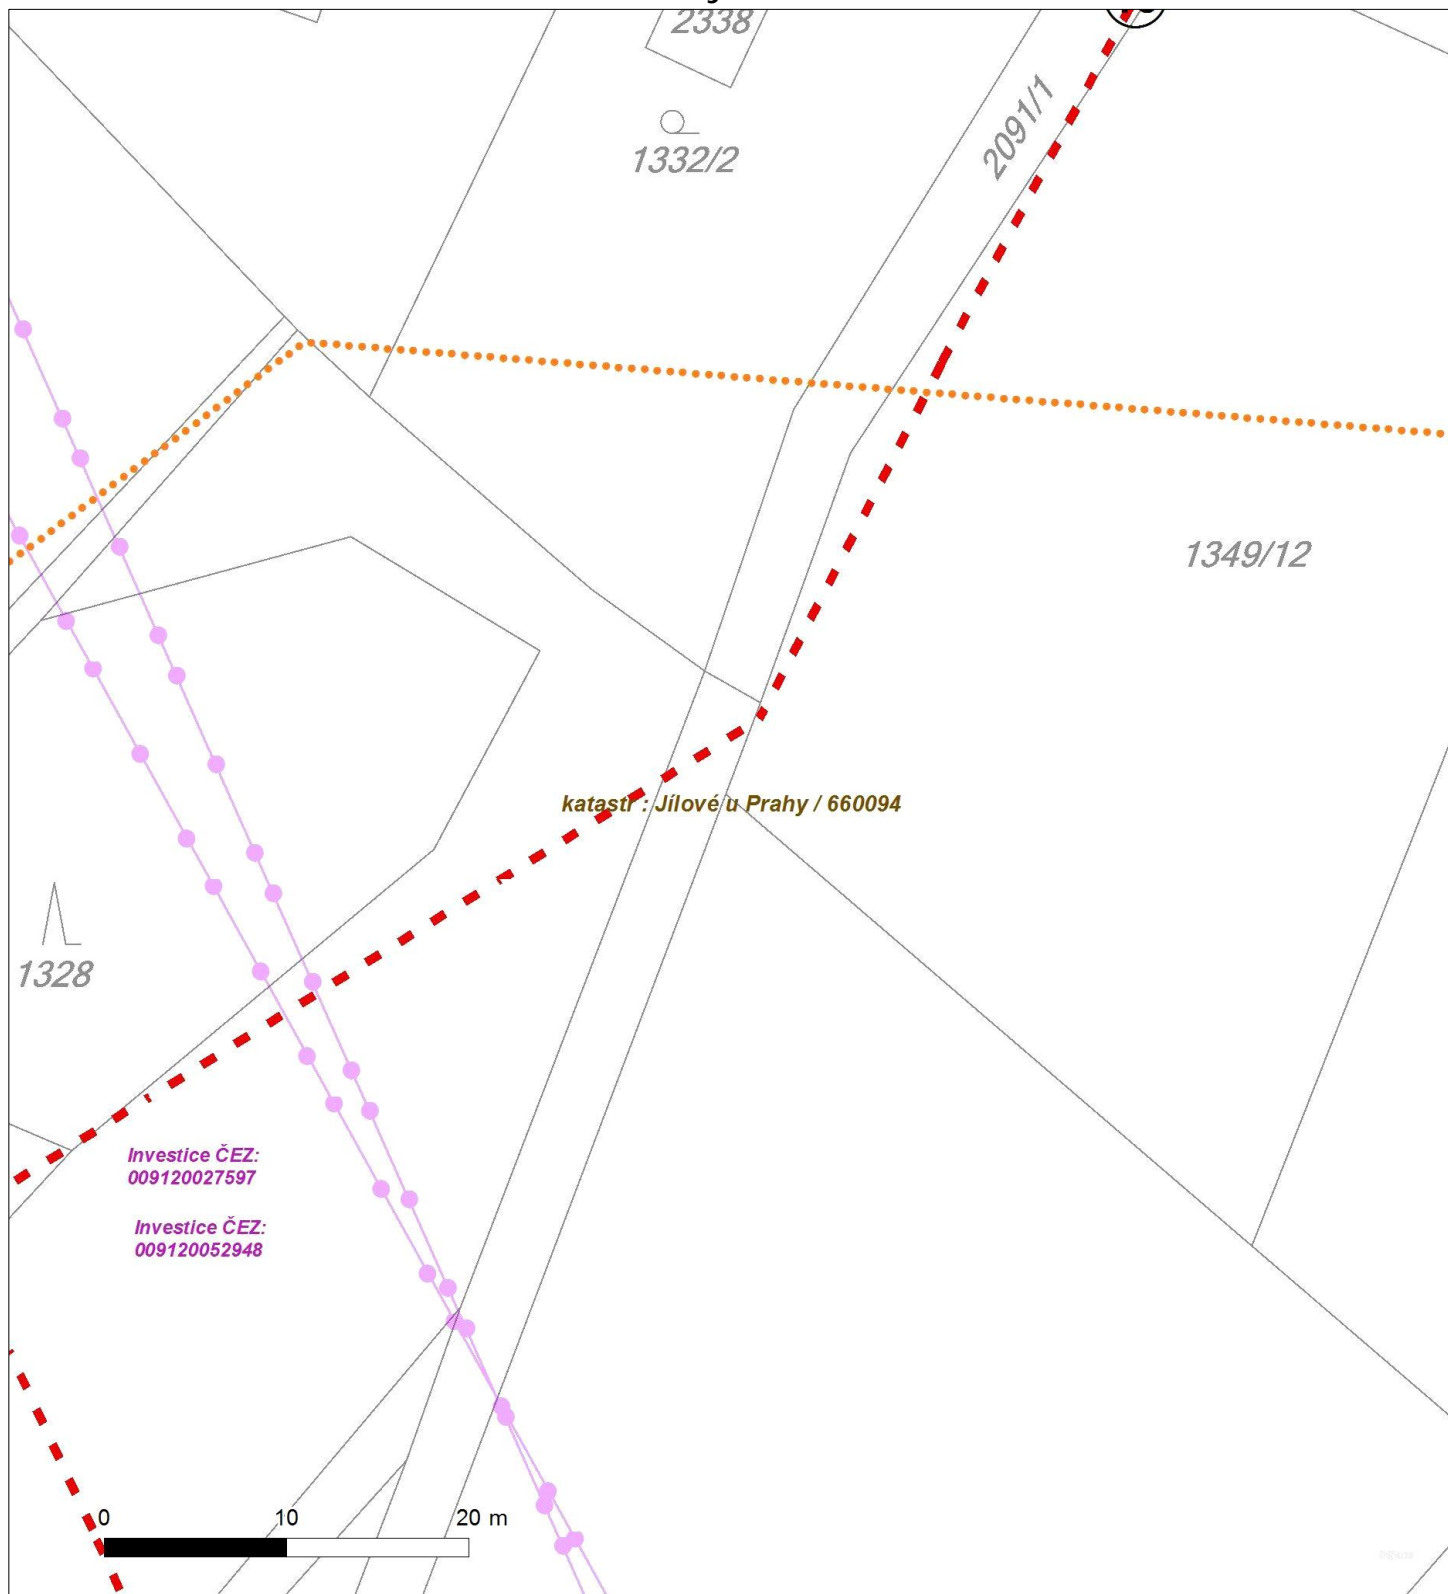 2338
2091/1
1332/2
1349/12
katastr : Jílové u Prahy / 660094
1328
Investice ČEZ:
009120027597
Investice ČEZ:
009120052948
0 10 20 m